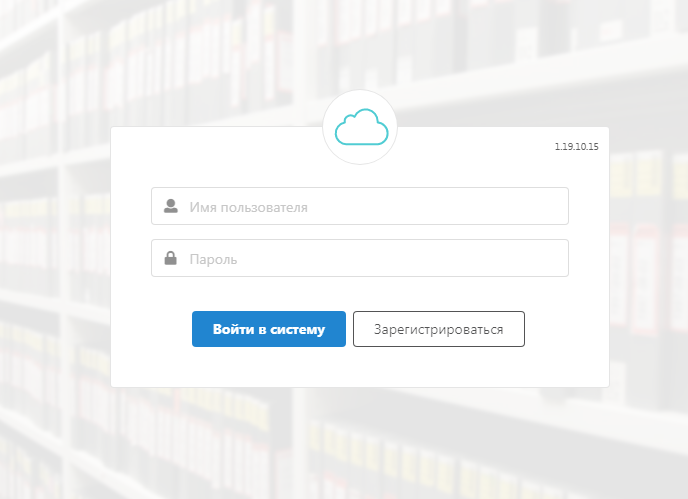 1.19.10.15
Имя пользователя
Пароль
Войти в систему
Зарегистрироваться